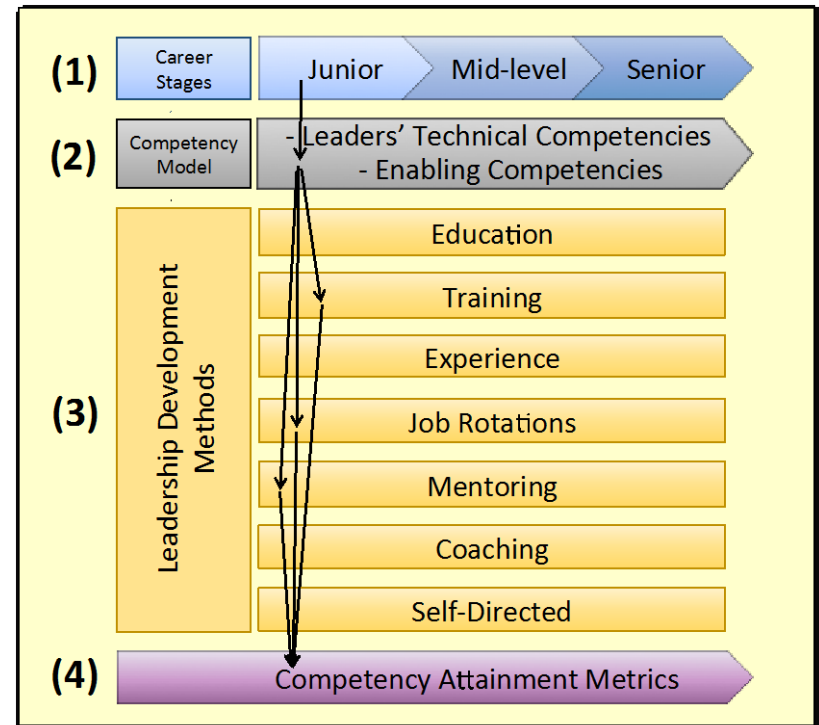 (1)
Career
Stages
Junior
Mid-level
Senior
(2)
Competency
Model
- Leaders' Technical Competencies
- Enabling Competencies
(3)
Leadership Development
Methods
Education
Training
Experience
Job Rotations
Mentoring
Coaching
Self-Directed
(4)
Competency Attainment Metrics